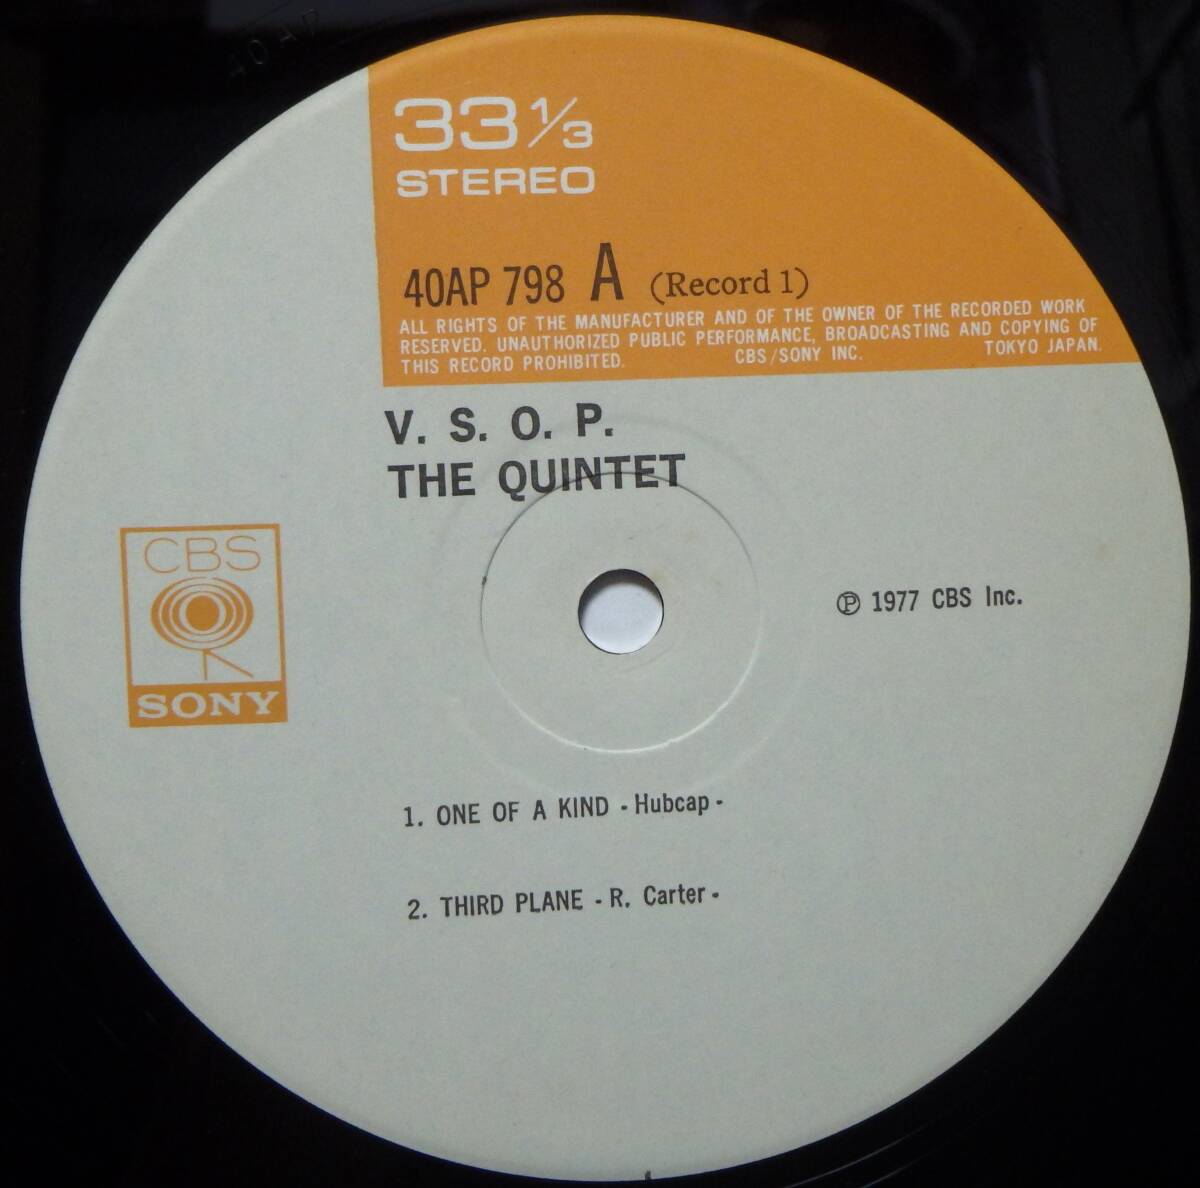 33 1/3
STEREO
40AP 798 A (Record 1)
ALL RIGHTS OF THE MANUFACTURER AND OF THE OWNER OF THE RECORDED WORK
RESERVED. UNAUTHORIZED PUBLIC PERFORMANCE, BROADCASTING AND COPYING OF
THIS RECORD PROHIBITED. CBS/SONY INC. TOKYO JAPAN.
V. S. O. P.
THE QUINTET
CBS
SONY
℗ 1977 CBS Inc.
1. ONE OF A KIND - Hubcap -
2. THIRD PLANE - R. Carter -